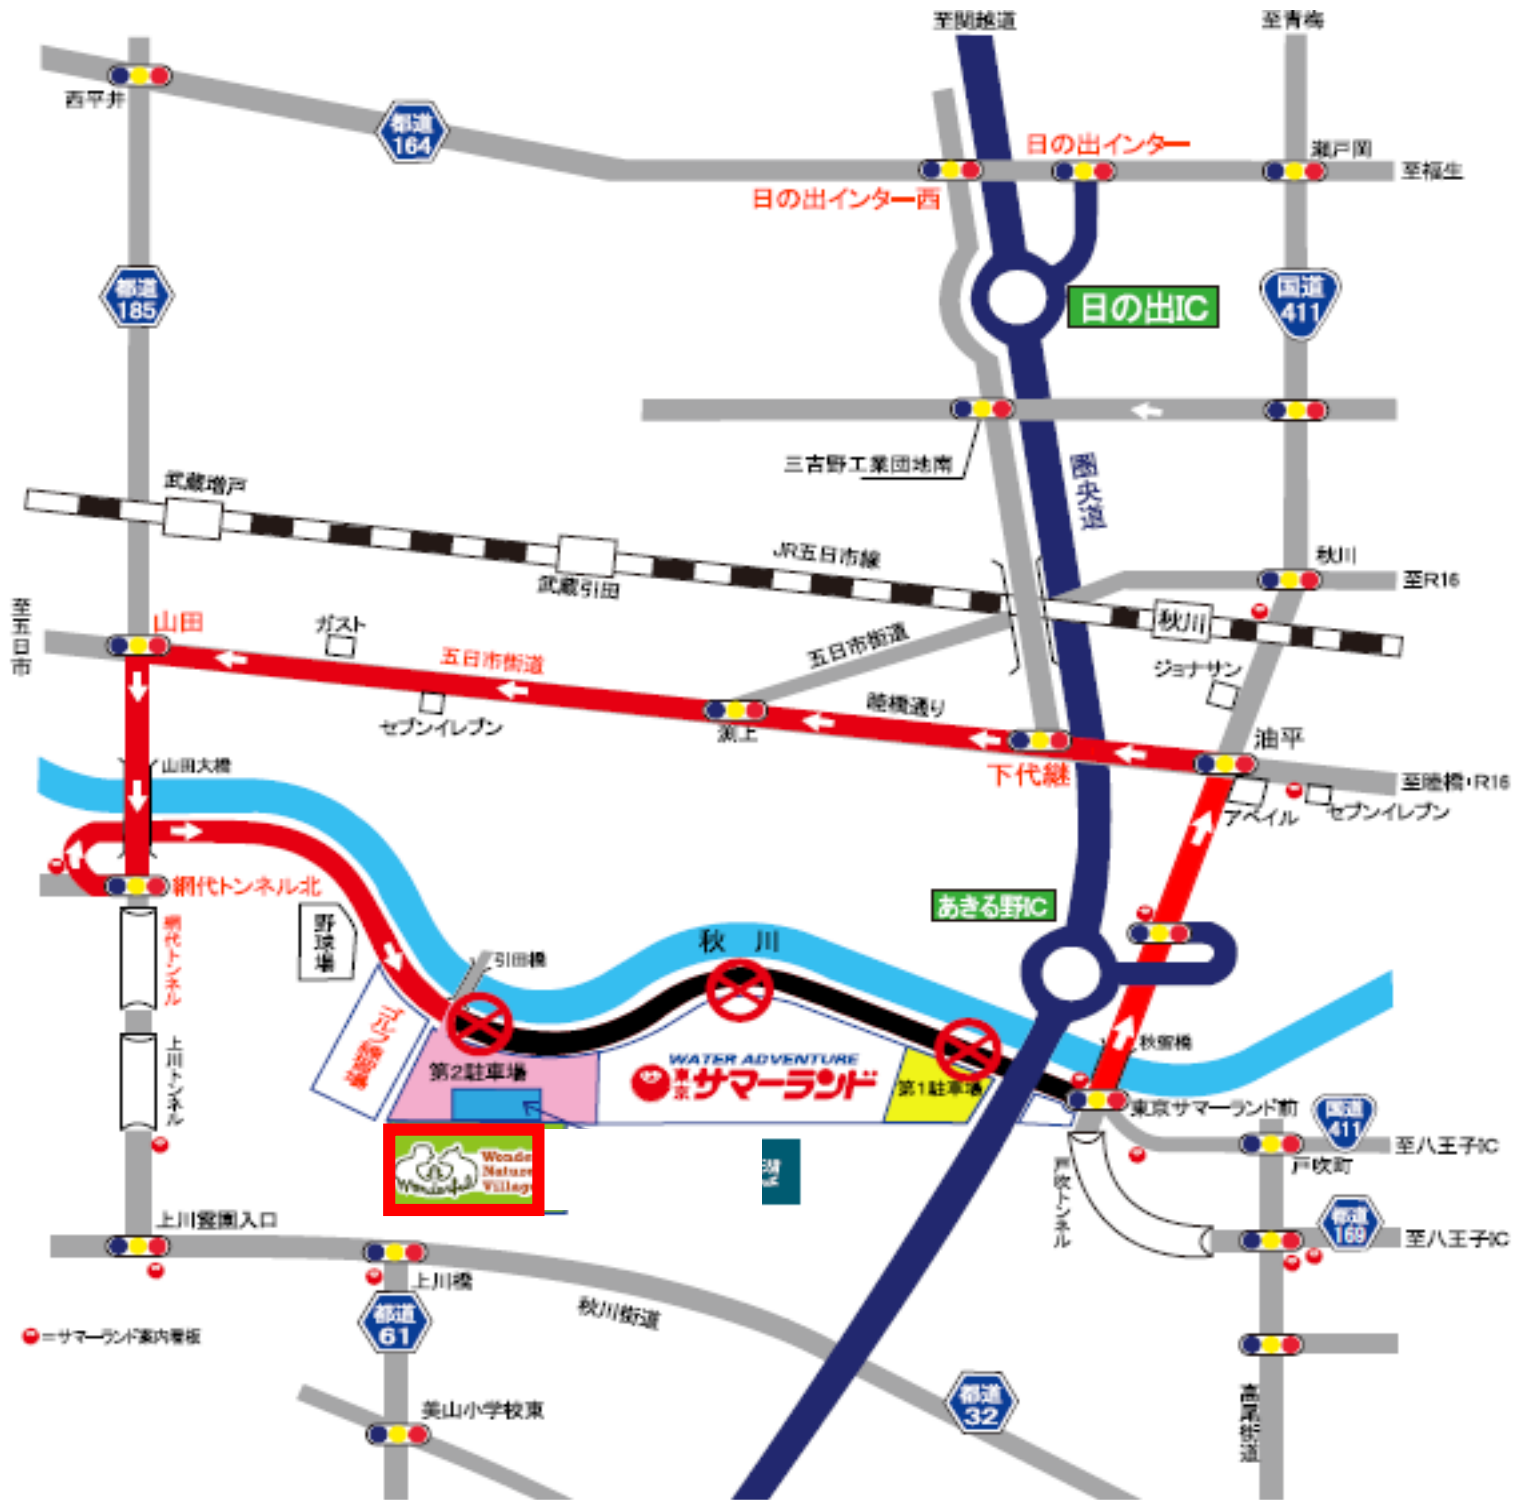 至関越道
至青梅
西平井
都道
164
日の出インター
瀬戸岡
至福生
日の出インター西
都道
185
日の出IC
国道
411
三吉野工業団地南
圏央道
武蔵増戸
JR五日市線
武蔵引田
秋川
至R16
至五日市
山田
ガスト
五日市街道
五日市街道
秋川
ジョナサン
セブンイレブン
睦橋通り
渕上
下代継
油平
至睦橋・R16
アベイル
セブンイレブン
山田大橋
網代トンネル北
あきる野IC
野球場
網代トンネル
引田橋
秋 川
秋留橋
上川トンネル
第2駐車場
WATER ADVENTURE
東京サマーランド
第1駐車場
東京サマーランド前
国道
411
至八王子IC
戸吹町
戸吹トンネル
Wonderful
Wonde
Nature
Village
都道
169
至八王子IC
上川霊園入口
上川橋
秋川街道
都道
61
=サマーランド案内看板
美山小学校東
都道
32
高尾街道